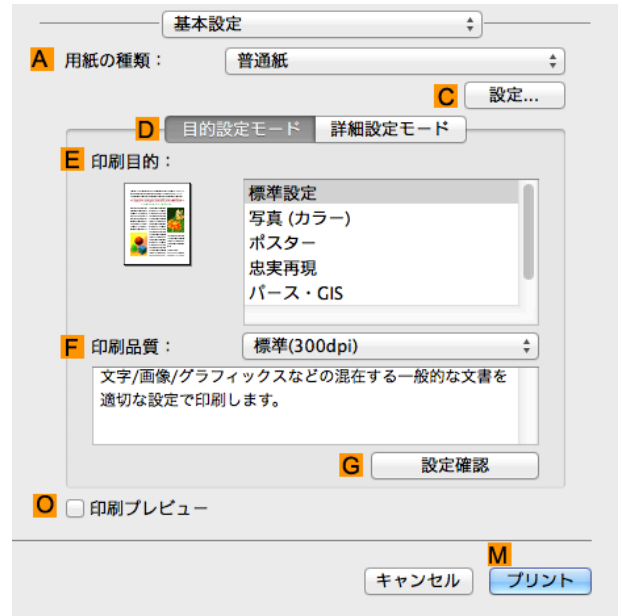 基本設定
A 用紙の種類： 普通紙
C 設定...
D 目的設定モード 詳細設定モード
E 印刷目的：
標準設定
写真 (カラー)
ポスター
忠実再現
パース・GIS
F 印刷品質： 標準(300dpi)
文字/画像/グラフィックスなどの混在する一般的な文書を
適切な設定で印刷します。
G 設定確認
O 印刷プレビュー
M
キャンセル プリント